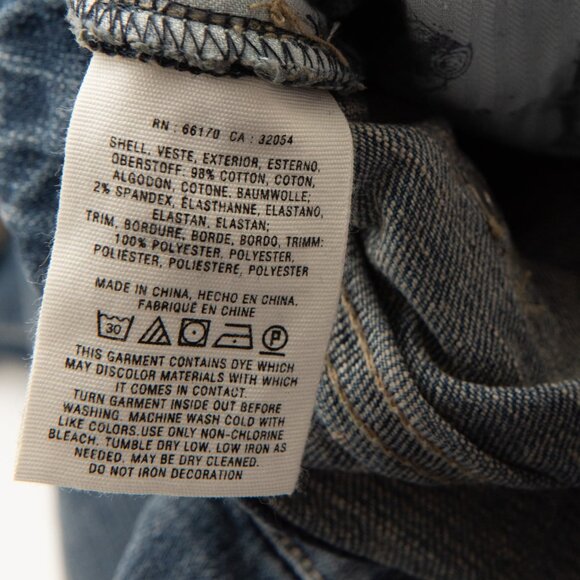 RN : 66170 CA : 32054
SHELL, VESTE, EXTERIOR, ESTERNO,
OBERSTOFF: 98% COTTON, COTON,
ALGODON, COTONE, BAUMWOLLE;
2% SPANDEX, ÉLASTHANNE, ELASTANO,
ELASTAN, ELASTAN;
TRIM, BORDURE, BORDE, BORDO, TRIMM:
100% POLYESTER, POLYESTER,
POLIÉSTER, POLIESTERE, POLYESTER
MADE IN CHINA, HECHO EN CHINA,
FABRIQUÉ EN CHINE
30 P
THIS GARMENT CONTAINS DYE WHICH
MAY DISCOLOR MATERIALS WITH WHICH
IT COMES IN CONTACT.
TURN GARMENT INSIDE OUT BEFORE
WASHING. MACHINE WASH COLD WITH
LIKE COLORS.USE ONLY NON-CHLORINE
BLEACH. TUMBLE DRY LOW. LOW IRON AS
NEEDED. MAY BE DRY CLEANED.
DO NOT IRON DECORATION